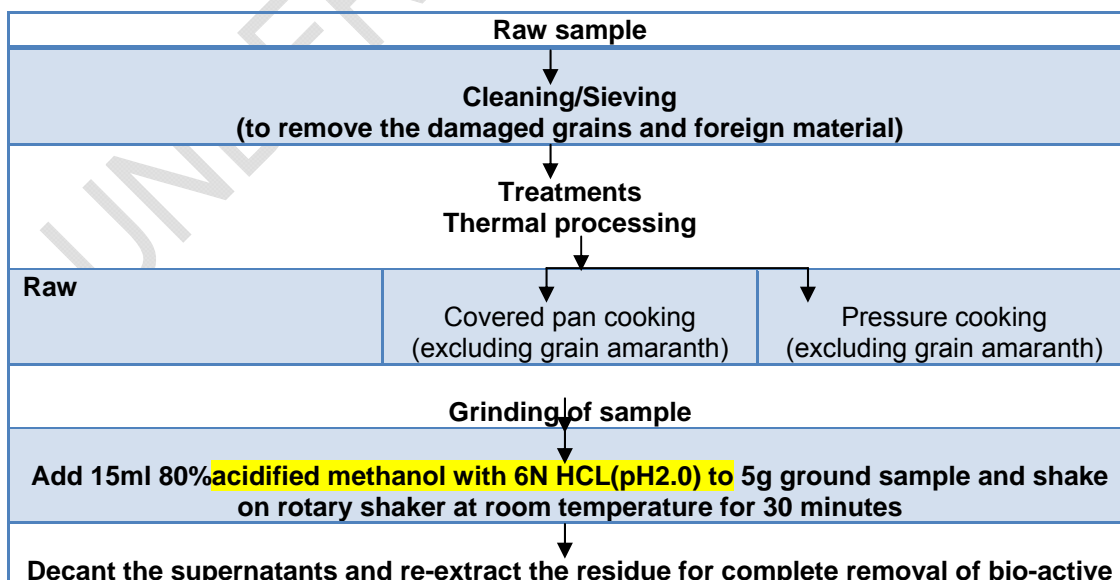 Raw sample
Cleaning/Sieving
(to remove the damaged grains and foreign material)
Treatments
Thermal processing
Raw
Covered pan cooking
(excluding grain amaranth)
Pressure cooking
(excluding grain amaranth)
Grinding of sample
Add 15ml 80%acidified methanol with 6N HCL(pH2.0) to 5g ground sample and shake
on rotary shaker at room temperature for 30 minutes
Decant the supernatants and re-extract the residue for complete removal of bio-active